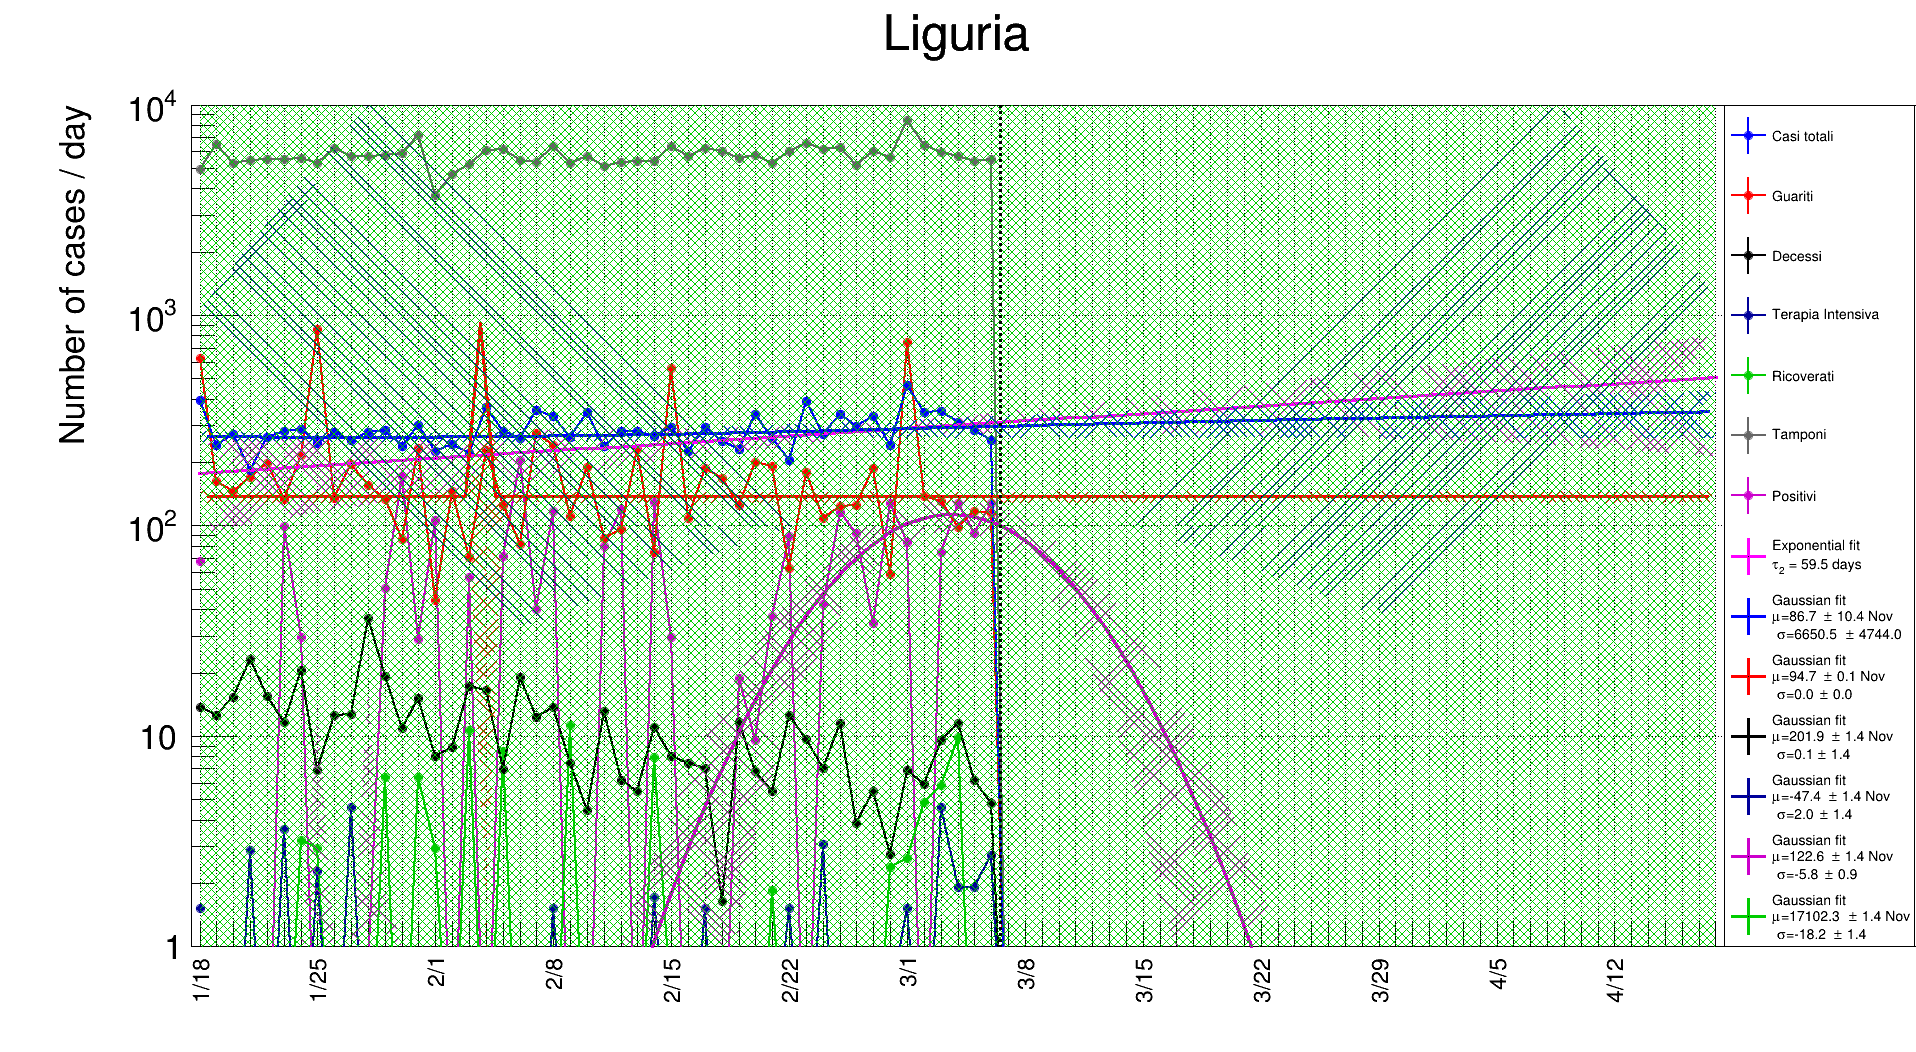 Liguria
Number of cases / day
10⁴
10³
10²
10
1
1/18
1/25
2/1
2/8
2/15
2/22
3/1
3/8
3/15
3/22
3/29
4/5
4/12
Casi totali
Guariti
Decessi
Terapia Intensiva
Ricoverati
Tamponi
Positivi
Exponential fit
τ₂ = 59.5 days
Gaussian fit
μ=86.7 ± 10.4 Nov
σ=6650.5 ± 4744.0
Gaussian fit
μ=94.7 ± 0.1 Nov
σ=0.0 ± 0.0
Gaussian fit
μ=201.9 ± 1.4 Nov
σ=0.1 ± 1.4
Gaussian fit
μ=-47.4 ± 1.4 Nov
σ=2.0 ± 1.4
Gaussian fit
μ=122.6 ± 1.4 Nov
σ=-5.8 ± 0.9
Gaussian fit
μ=17102.3 ± 1.4 Nov
σ=-18.2 ± 1.4